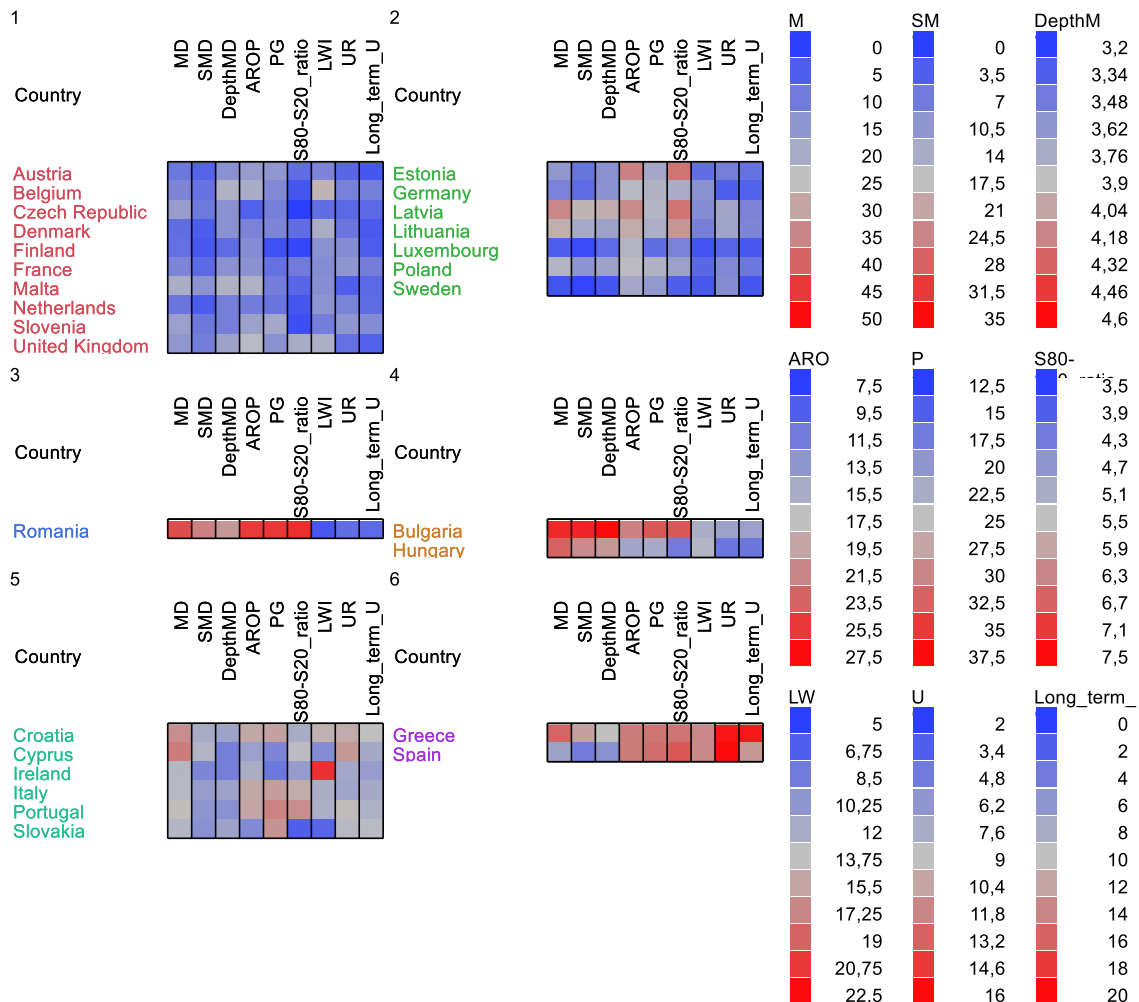 1
MD
SMD
DepthMD
AROP
PG
S80-S20_ratio
LWI
UR
Long_term_U
Country
Austria
Belgium
Czech Republic
Denmark
Finland
France
Malta
Netherlands
Slovenia
United Kingdom
2
MD
SMD
DepthMD
AROP
PG
S80-S20_ratio
LWI
UR
Long_term_U
Country
Estonia
Germany
Latvia
Lithuania
Luxembourg
Poland
Sweden
3
MD
SMD
DepthMD
AROP
PG
S80-S20_ratio
LWI
UR
Long_term_U
Country
Romania
4
MD
SMD
DepthMD
AROP
PG
S80-S20_ratio
LWI
UR
Long_term_U
Country
Bulgaria
Hungary
5
MD
SMD
DepthMD
AROP
PG
S80-S20_ratio
LWI
UR
Long_term_U
Country
Croatia
Cyprus
Ireland
Italy
Portugal
Slovakia
6
MD
SMD
DepthMD
AROP
PG
S80-S20_ratio
LWI
UR
Long_term_U
Country
Greece
Spain
M
0
5
10
15
20
25
30
35
40
45
50
SM
0
3,5
7
10,5
14
17,5
21
24,5
28
31,5
35
DepthM
3,2
3,34
3,48
3,62
3,76
3,9
4,04
4,18
4,32
4,46
4,6
ARO
7,5
9,5
11,5
13,5
15,5
17,5
19,5
21,5
23,5
25,5
27,5
P
12,5
15
17,5
20
22,5
25
27,5
30
32,5
35
37,5
S80-
3,5
3,9
4,3
4,7
5,1
5,5
5,9
6,3
6,7
7,1
7,5
LW
5
6,75
8,5
10,25
12
13,75
15,5
17,25
19
20,75
22,5
U
2
3,4
4,8
6,2
7,6
9
10,4
11,8
13,2
14,6
16
Long_term_
0
2
4
6
8
10
12
14
16
18
20